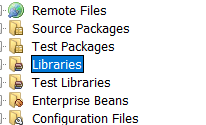 Remote Files
Source Packages
Test Packages
Libraries
Test Libraries
Enterprise Beans
Configuration Files